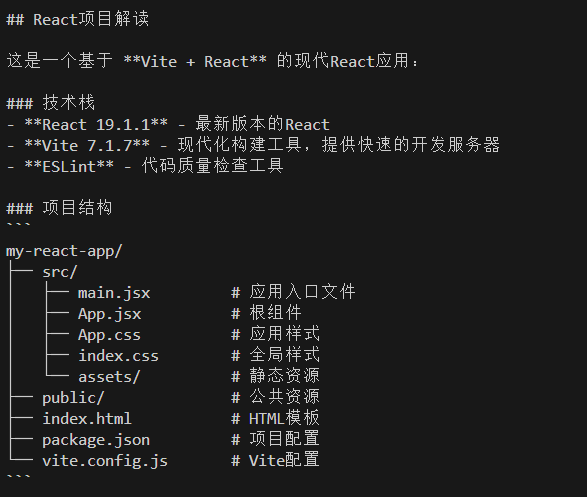 ## React项目解读

这是一个基于 **Vite + React** 的现代React应用：

### 技术栈
- **React 19.1.1** - 最新版本的React
- **Vite 7.1.7** - 现代化构建工具，提供快速的开发服务器
- **ESLint** - 代码质量检查工具

### 项目结构
```
my-react-app/
├── src/
│   ├── main.jsx         # 应用入口文件
│   ├── App.jsx          # 根组件
│   ├── App.css          # 应用样式
│   ├── index.css        # 全局样式
│   └── assets/          # 静态资源
├── public/              # 公共资源
├── index.html           # HTML模板
├── package.json         # 项目配置
└── vite.config.js       # Vite配置
```